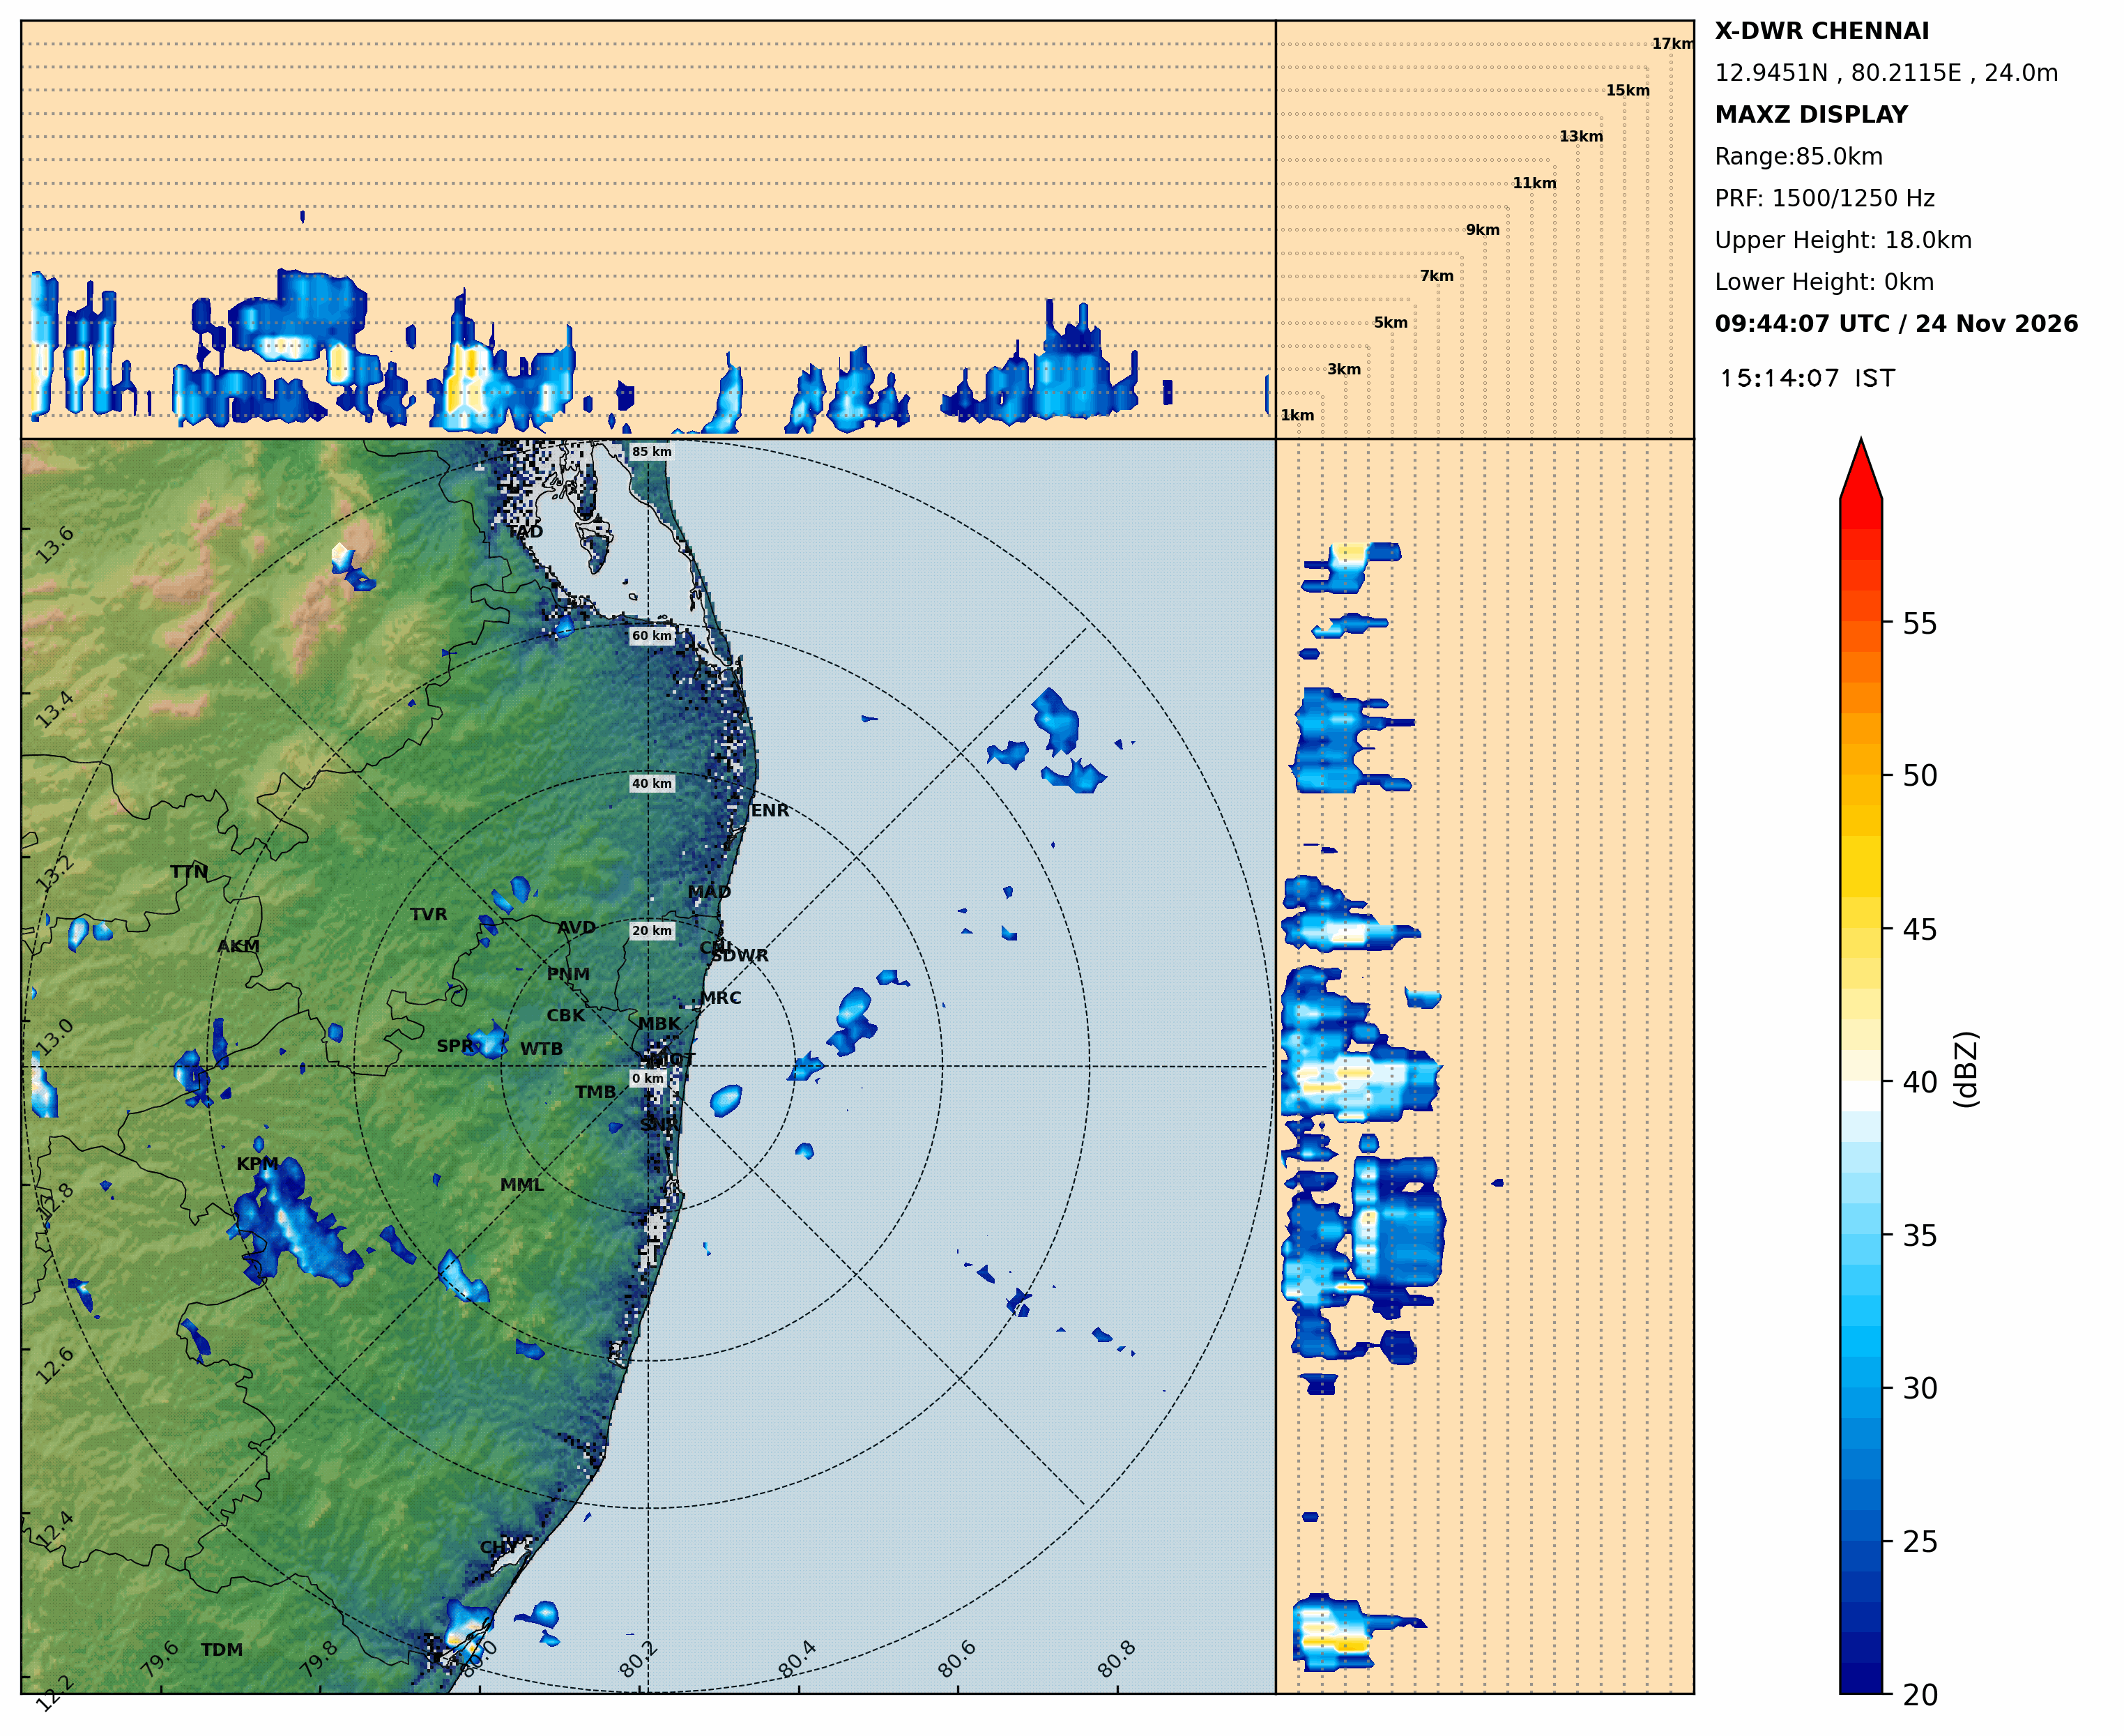 X-DWR CHENNAI
12.9451N , 80.2115E , 24.0m
MAXZ DISPLAY
Range:85.0km
PRF: 1500/1250 Hz
Upper Height: 18.0km
Lower Height: 0km
09:44:07 UTC / 24 Nov 2026
15:14:07 IST
17km
15km
13km
11km
9km
7km
5km
3km
1km
85 km
60 km
40 km
20 km
0 km
TAD
ENR
TTN
MAD
TVR
AVD
AKM
SDWR
PNM
MRC
CBK
MBK
SPR
WTB
TMB
SNR
KPM
MML
CHY
TDM
13.6
13.4
13.2
13.0
12.8
12.6
12.4
12.2
79.6
79.8
80.0
80.2
80.4
80.6
80.8
55
50
45
40
35
30
25
20
(dBZ)